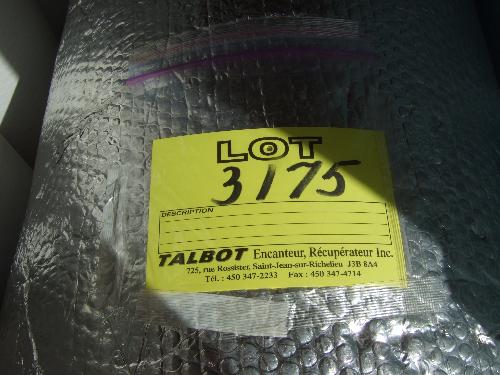 LOT
3175
DESCRIPTION
TALBOT Encanteur, Récupérateur Inc.
725, rue Rossiter, Saint-Jean-sur-Richelieu J3B 8A4
Tél. : 450 347-2233 Fax : 450 347-4714